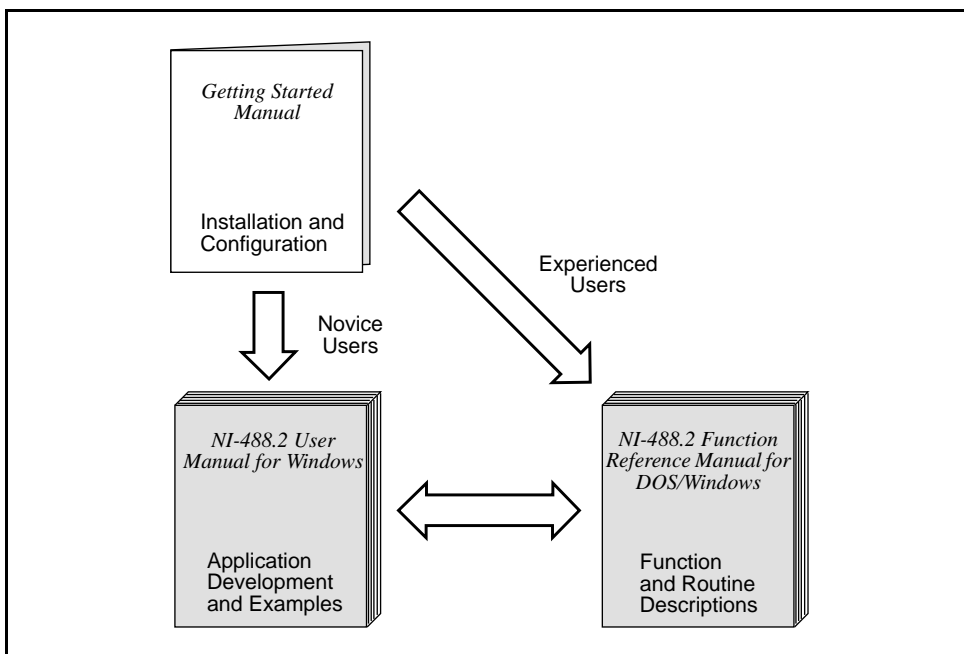 Getting Started
Manual
Installation and
Configuration
Experienced
Users
Novice
Users
NI-488.2 User
Manual for Windows
Application
Development
and Examples
NI-488.2 Function
Reference Manual for
DOS/Windows
Function
and Routine
Descriptions